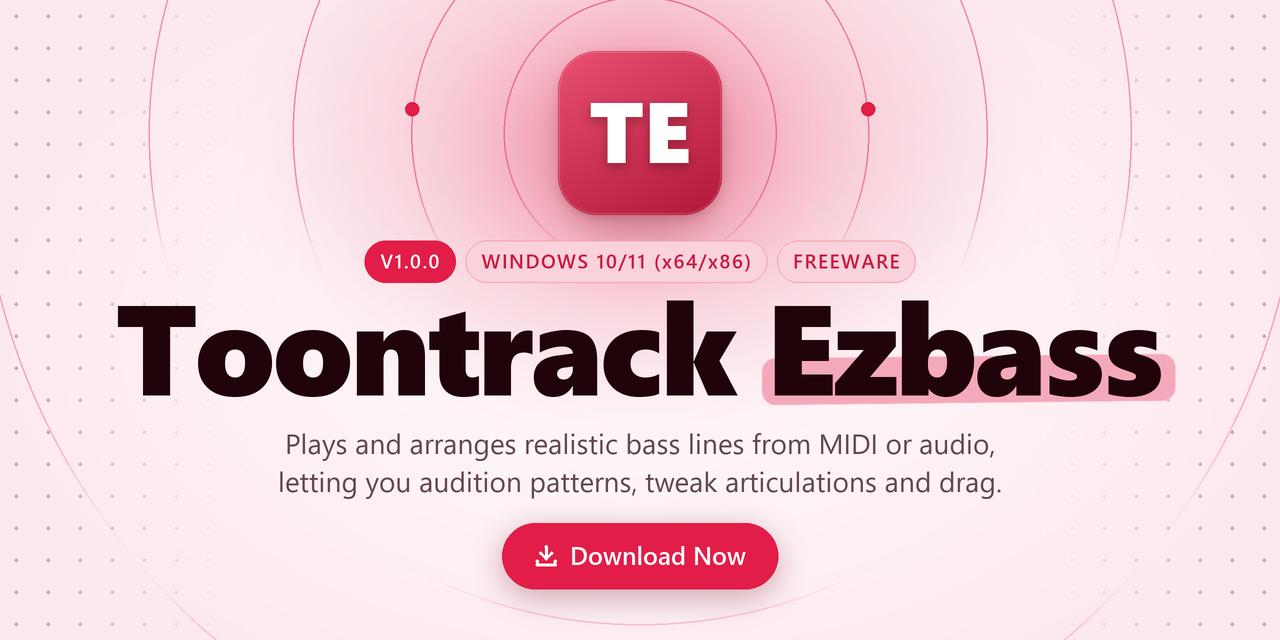 TE
V1.0.0
WINDOWS 10/11 (x64/x86)
FREEWARE
Toontrack Ezbass
Plays and arranges realistic bass lines from MIDI or audio,
letting you audition patterns, tweak articulations and drag.
Download Now